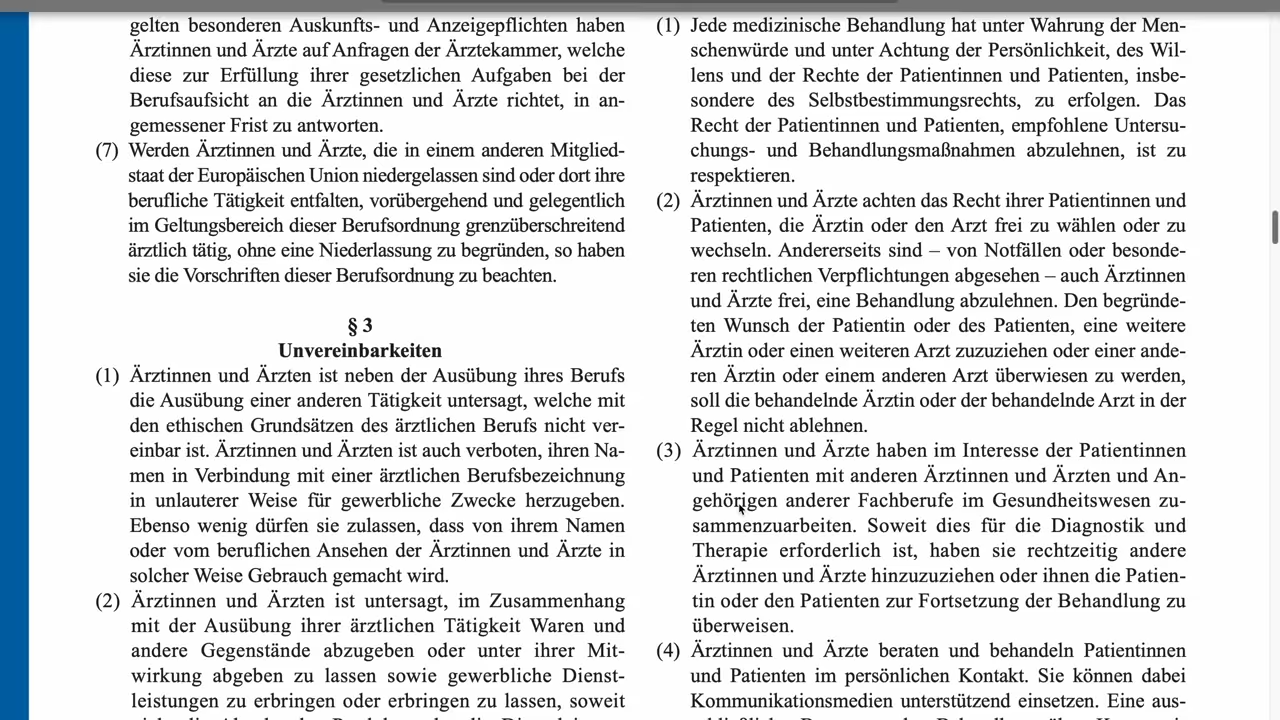 gelten besonderen Auskunfts- und Anzeigepflichten haben
Ärztinnen und Ärzte auf Anfragen der Ärztekammer, welche
diese zur Erfüllung ihrer gesetzlichen Aufgaben bei der
Berufsaufsicht an die Ärztinnen und Ärzte richtet, in an-
gemessener Frist zu antworten.
(7) Werden Ärztinnen und Ärzte, die in einem anderen Mitglied-
staat der Europäischen Union niedergelassen sind oder dort ihre
berufliche Tätigkeit entfalten, vorübergehend und gelegentlich
im Geltungsbereich dieser Berufsordnung grenzüberschreitend
ärztlich tätig, ohne eine Niederlassung zu begründen, so haben
sie die Vorschriften dieser Berufsordnung zu beachten.
§ 3
Unvereinbarkeiten
(1) Ärztinnen und Ärzten ist neben der Ausübung ihres Berufs
die Ausübung einer anderen Tätigkeit untersagt, welche mit
den ethischen Grundsätzen des ärztlichen Berufs nicht ver-
einbar ist. Ärztinnen und Ärzten ist auch verboten, ihren Na-
men in Verbindung mit einer ärztlichen Berufsbezeichnung
in unlauterer Weise für gewerbliche Zwecke herzugeben.
Ebenso wenig dürfen sie zulassen, dass von ihrem Namen
oder vom beruflichen Ansehen der Ärztinnen und Ärzte in
solcher Weise Gebrauch gemacht wird.
(2) Ärztinnen und Ärzten ist untersagt, im Zusammenhang
mit der Ausübung ihrer ärztlichen Tätigkeit Waren und
andere Gegenstände abzugeben oder unter ihrer Mit-
wirkung abgeben zu lassen sowie gewerbliche Dienst-
leistungen zu erbringen oder erbringen zu lassen, soweit
(1) Jede medizinische Behandlung hat unter Wahrung der Men-
schenwürde und unter Achtung der Persönlichkeit, des Wil-
lens und der Rechte der Patientinnen und Patienten, insbe-
sondere des Selbstbestimmungsrechts, zu erfolgen. Das
Recht der Patientinnen und Patienten, empfohlene Untersu-
chungs- und Behandlungsmaßnahmen abzulehnen, ist zu
respektieren.
(2) Ärztinnen und Ärzte achten das Recht ihrer Patientinnen und
Patienten, die Ärztin oder den Arzt frei zu wählen oder zu
wechseln. Andererseits sind – von Notfällen oder besonde-
ren rechtlichen Verpflichtungen abgesehen – auch Ärztinnen
und Ärzte frei, eine Behandlung abzulehnen. Den begründe-
ten Wunsch der Patientin oder des Patienten, eine weitere
Ärztin oder einen weiteren Arzt zuzuziehen oder einer ande-
ren Ärztin oder einem anderen Arzt überwiesen zu werden,
soll die behandelnde Ärztin oder der behandelnde Arzt in der
Regel nicht ablehnen.
(3) Ärztinnen und Ärzte haben im Interesse der Patientinnen
und Patienten mit anderen Ärztinnen und Ärzten und An-
gehörigen anderer Fachberufe im Gesundheitswesen zu-
sammenzuarbeiten. Soweit dies für die Diagnostik und
Therapie erforderlich ist, haben sie rechtzeitig andere
Ärztinnen und Ärzte hinzuzuziehen oder ihnen die Patien-
tin oder den Patienten zur Fortsetzung der Behandlung zu
überweisen.
(4) Ärztinnen und Ärzte beraten und behandeln Patientinnen
und Patienten im persönlichen Kontakt. Sie können dabei
Kommunikationsmedien unterstützend einsetzen. Eine aus-